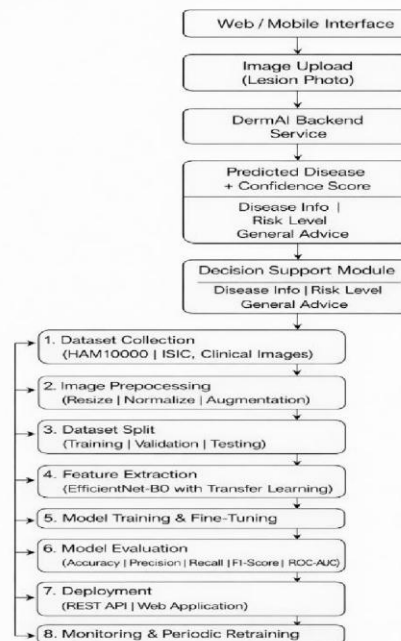 Web / Mobile Interface
Image Upload
(Lesion Photo)
DermAI Backend
Service
Predicted Disease
+ Confidence Score
Disease Info |
Risk Level
General Advice
Decision Support Module
Disease Info | Risk Level
General Advice
1. Dataset Collection
(HAM10000 | ISIC, Clinical Images)
2. Image Prepocessing
(Resize | Normalize | Augmentation)
3. Dataset Split
(Training | Validation | Testing)
4. Feature Extraction
(EfficientNet-B0 with Transfer Learning)
5. Model Training & Fine-Tuning
6. Model Evaluation
(Accuracy | Precision | Recall | F1-Score | ROC-AUC)
7. Deployment
(REST API | Web Application)
8. Monitoring & Periodic Retraining